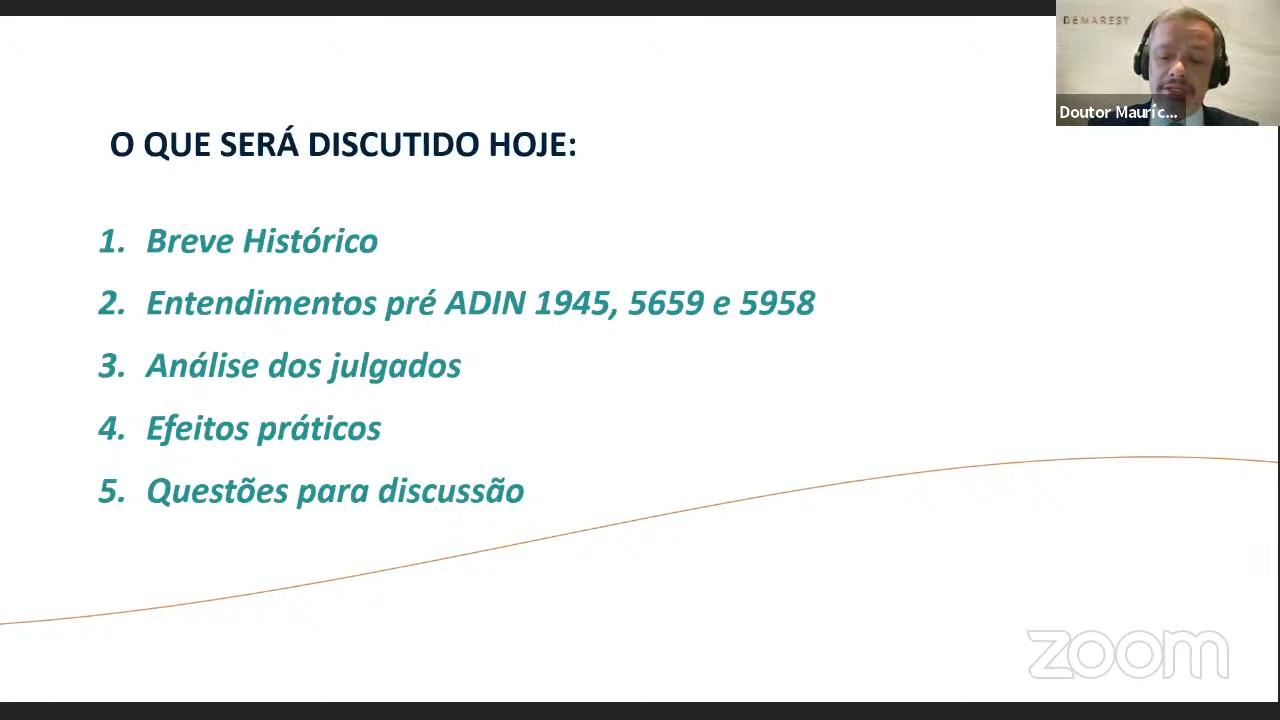 DEMAREST
Doutor Mauríc...
O QUE SERÁ DISCUTIDO HOJE:
1. Breve Histórico
2. Entendimentos pré ADIN 1945, 5659 e 5958
3. Análise dos julgados
4. Efeitos práticos
5. Questões para discussão
zoom